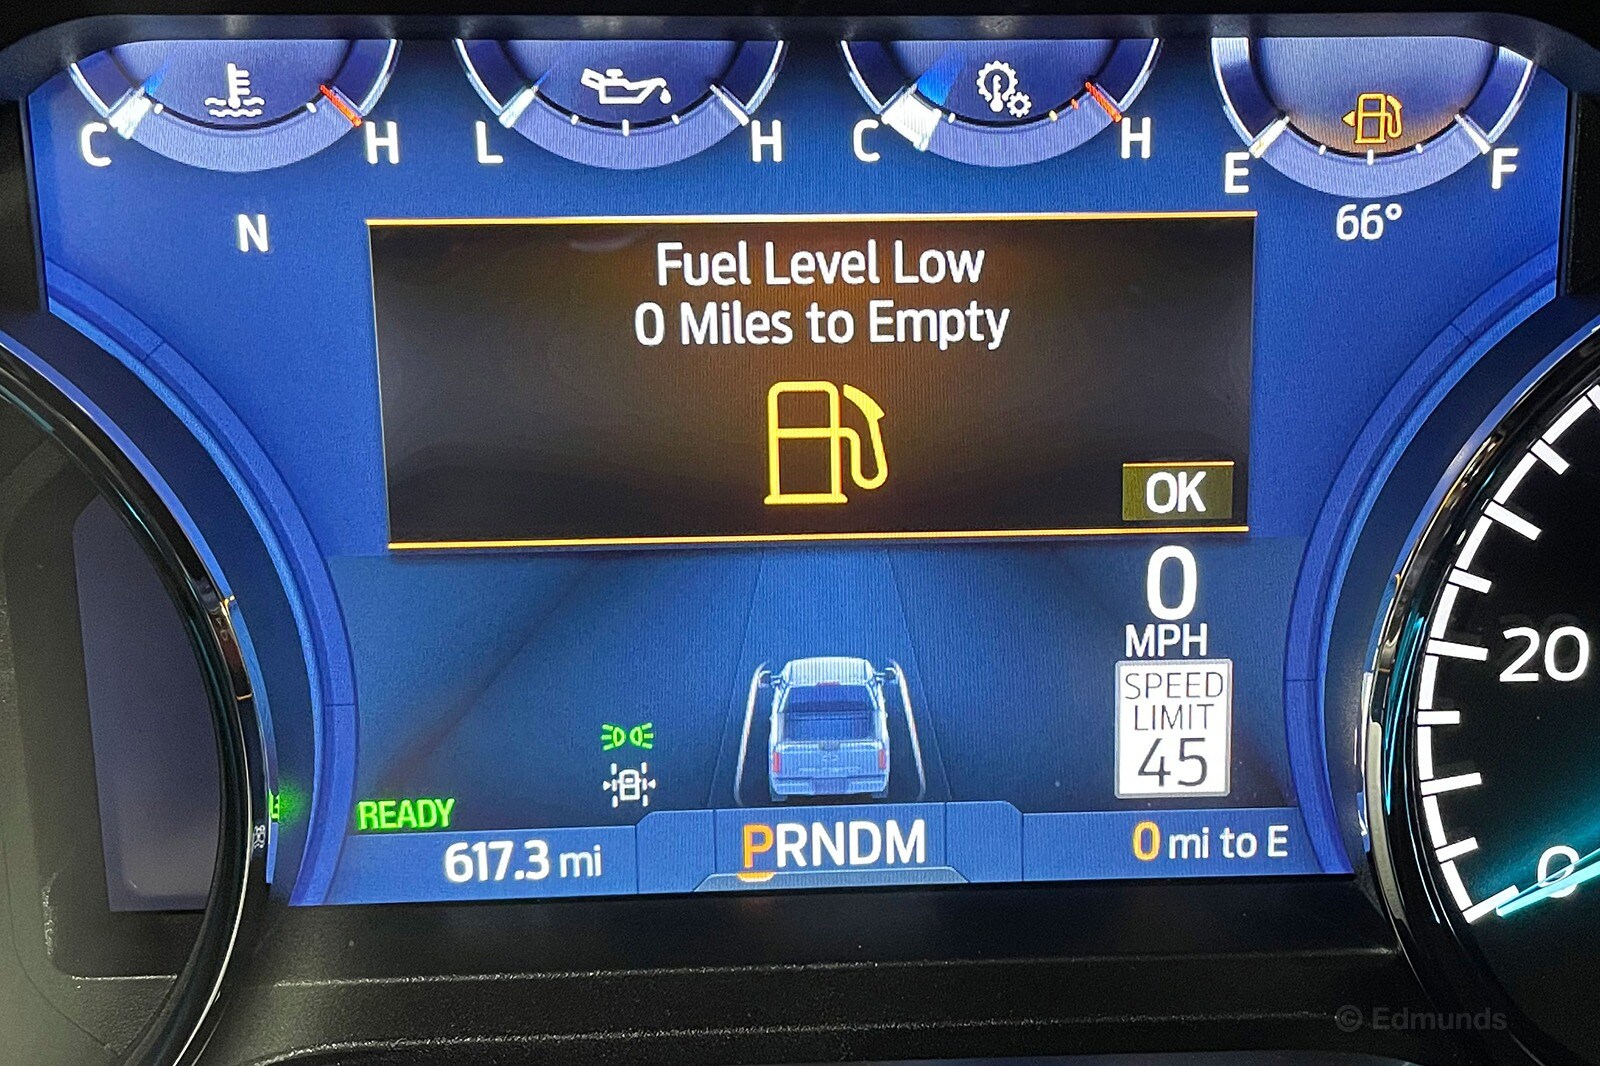 C H L H C H E F
66°
N
Fuel Level Low
0 Miles to Empty
OK
0
MPH
SPEED
LIMIT
45
READY
617.3 mi
PRNDM
0 mi to E
20
0
© Edmunds